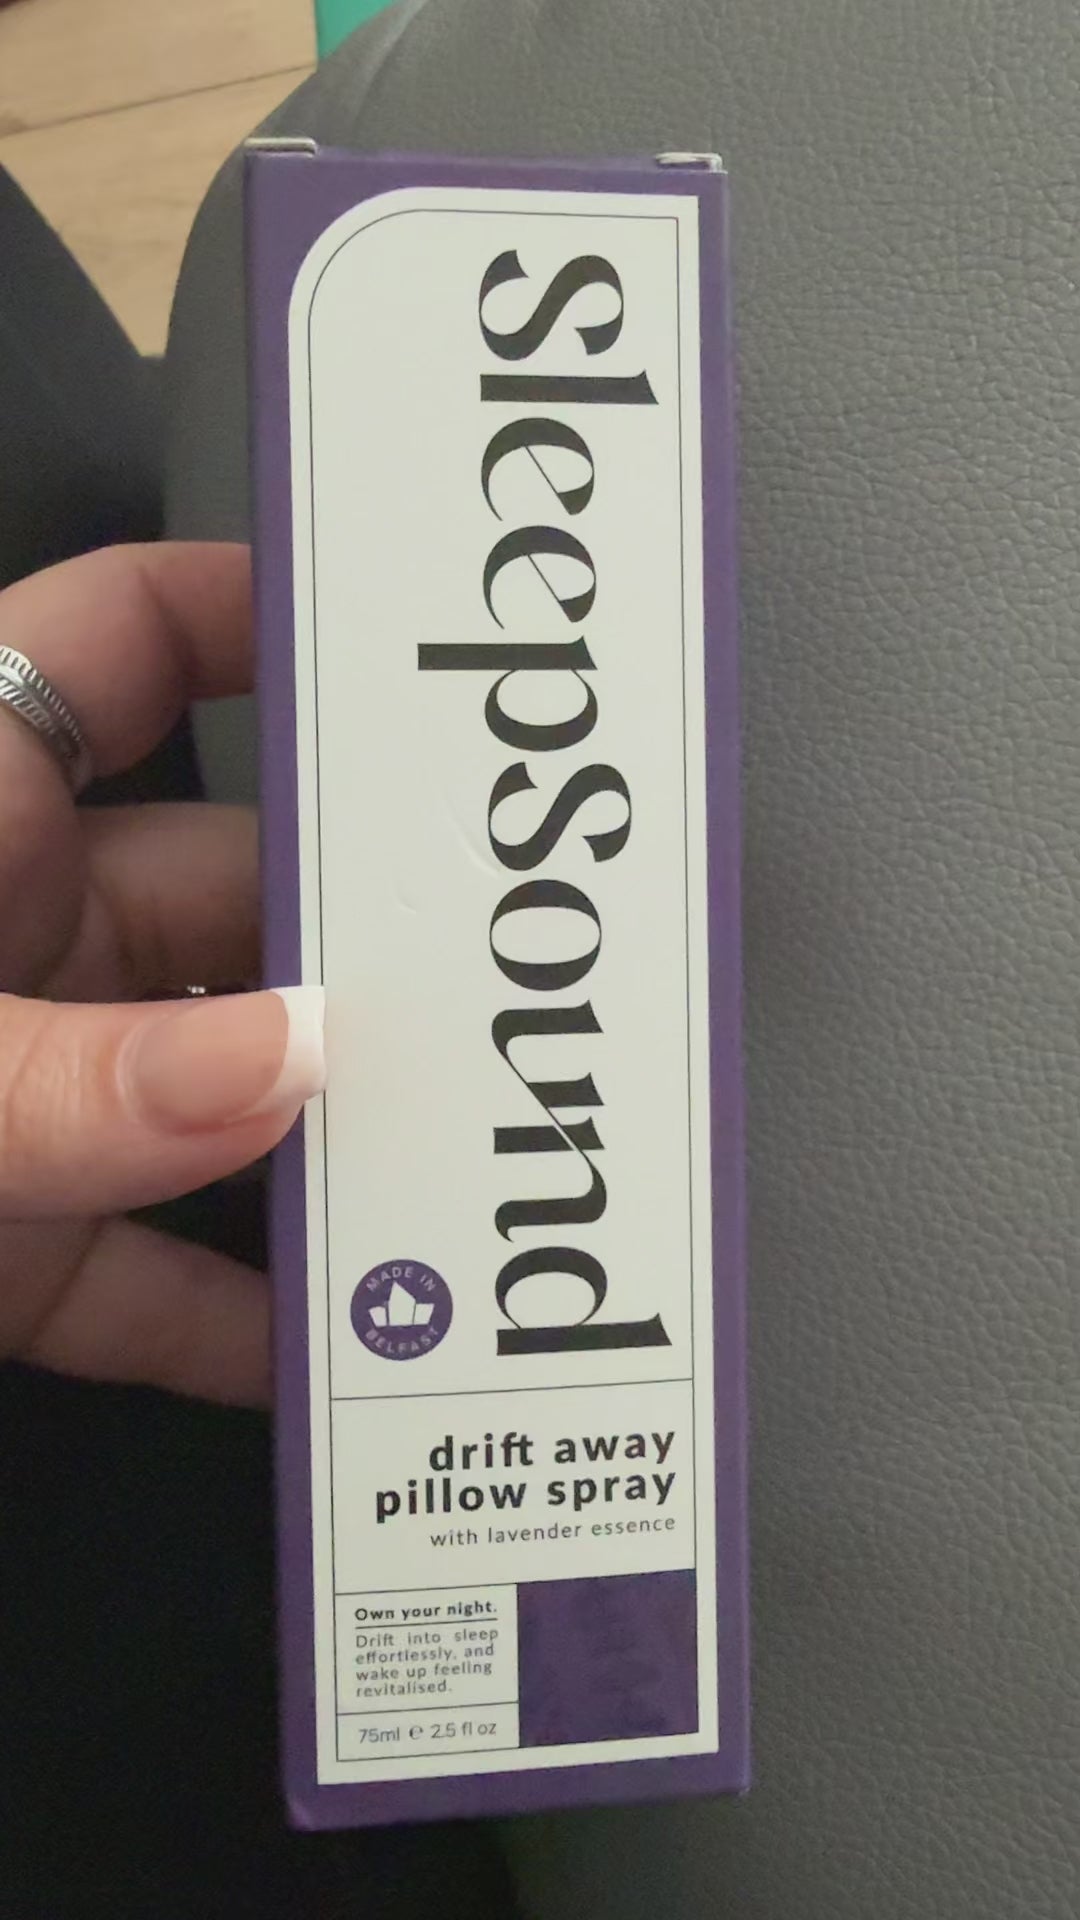 sleepsound
MADE IN
BELFAST
drift away
pillow spray
with lavender essence
Own your night.
Drift into sleep
effortlessly, and
wake up feeling
revitalised.
75ml ℮ 2.5 fl oz